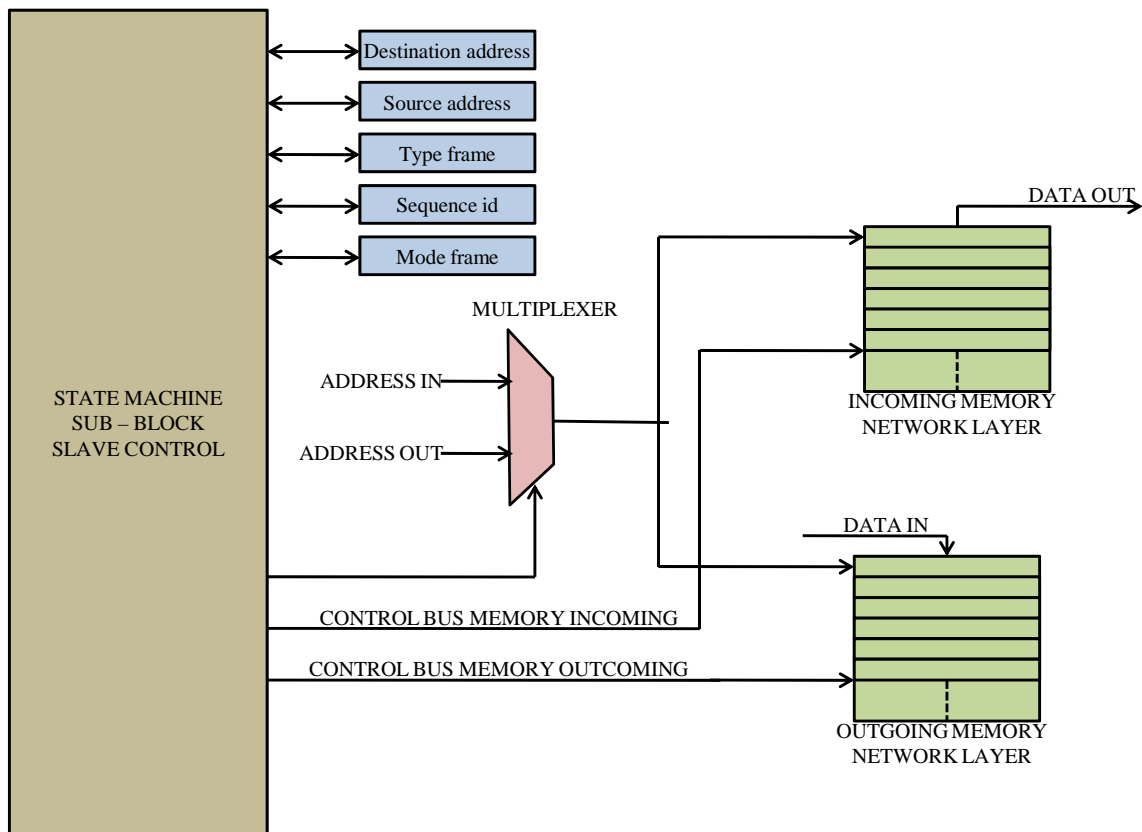 Destination address
Source address
Type frame
Sequence id
Mode frame
DATA OUT
MULTIPLEXER
ADDRESS IN
ADDRESS OUT
STATE MACHINE
SUB – BLOCK
SLAVE CONTROL
INCOMING MEMORY
NETWORK LAYER
DATA IN
CONTROL BUS MEMORY INCOMING
CONTROL BUS MEMORY OUTCOMING
OUTGOING MEMORY
NETWORK LAYER